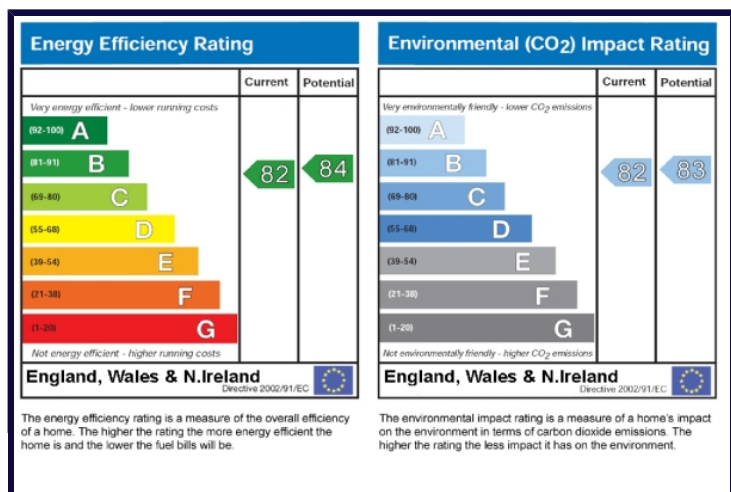 Energy Efficiency Rating
Current Potential
Very energy efficient - lower running costs
(92-100) A
(81-91) B
(69-80) C
(55-68) D
(39-54) E
(21-38) F
(1-20) G
82 84
Not energy efficient - higher running costs
England, Wales & N.Ireland
Directive 2002/91/EC
The energy efficiency rating is a measure of the overall efficiency
of a home. The higher the rating the more energy efficient the
home is and the lower the fuel bills will be.
Environmental (CO2) Impact Rating
Current Potential
Very environmentally friendly - lower CO2 emissions
(92-100) A
(81-91) B
(69-80) C
(55-68) D
(39-54) E
(21-38) F
(1-20) G
82 83
Not environmentally friendly - higher CO2 emissions
England, Wales & N.Ireland
Directive 2002/91/EC
The environmental impact rating is a measure of a home's impact
on the environment in terms of carbon dioxide emissions. The
higher the rating the less impact it has on the environment.